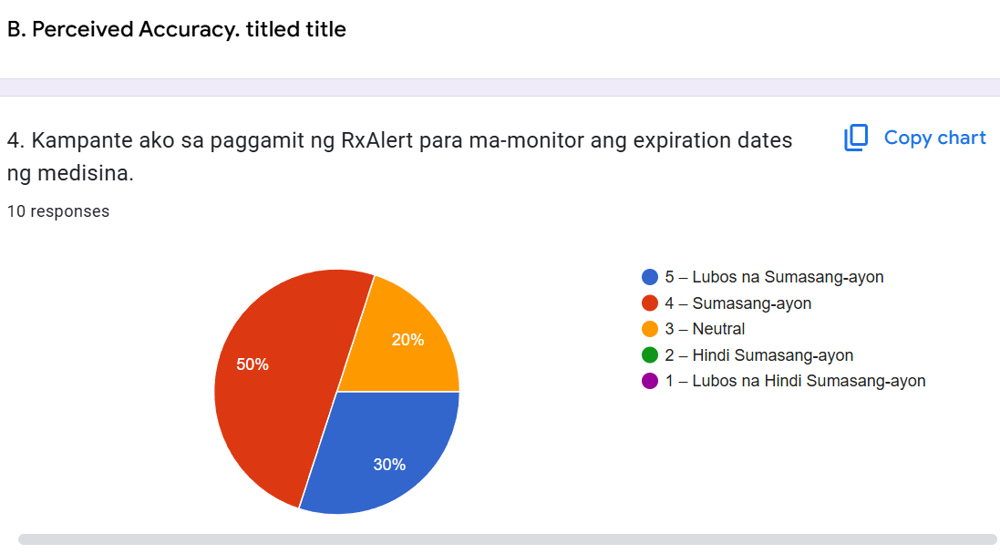 B. Perceived Accuracy. titled title
4. Kampante ako sa paggamit ng RxAlert para ma-monitor ang expiration dates
ng medisina.
Copy chart
10 responses
50%
20%
30%
5 – Lubos na Sumasang-ayon
4 – Sumasang-ayon
3 – Neutral
2 – Hindi Sumasang-ayon
1 – Lubos na Hindi Sumasang-ayon